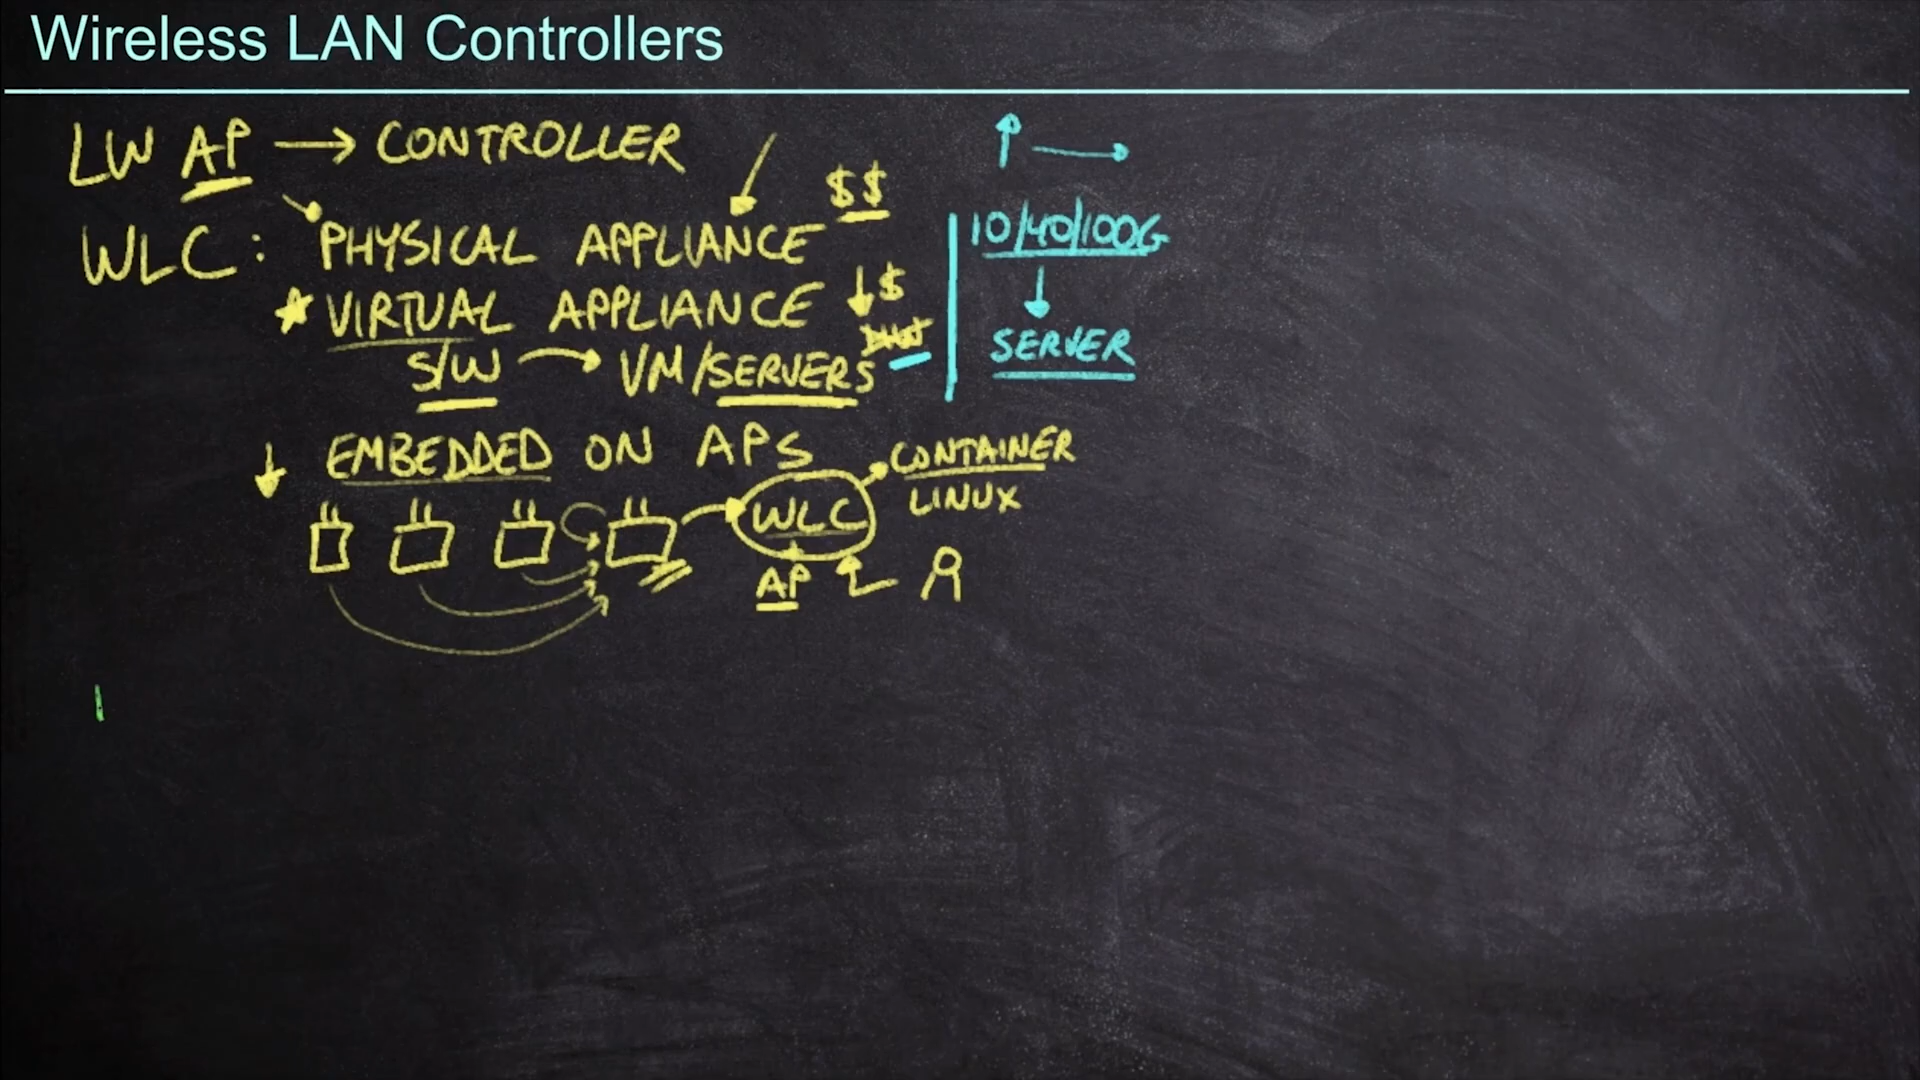 Wireless LAN Controllers
LW AP → CONTROLLER
WLC: PHYSICAL APPLIANCE $$
★ VIRTUAL APPLIANCE ↓$
S/W → VM/SERVERS
10/40/100G
↓
SERVER
↓ EMBEDDED ON APs
WLC
AP
CONTAINER
LINUX